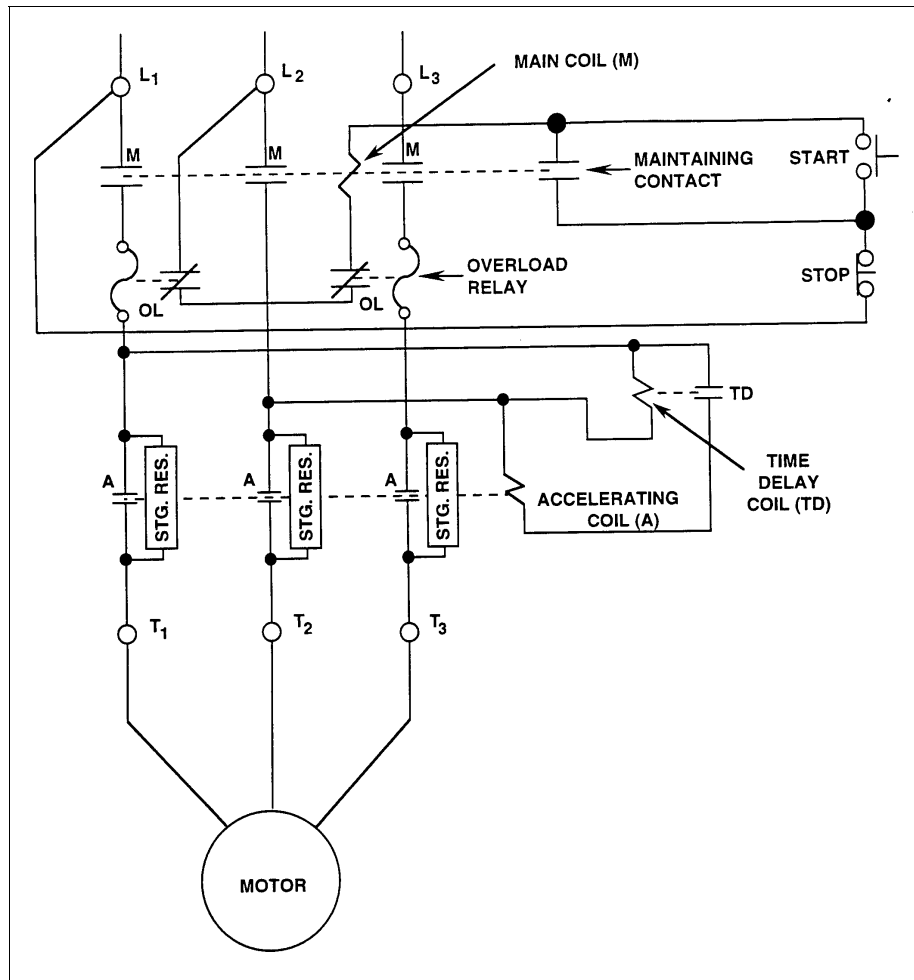 L1
L2
L3
MAIN COIL (M)
M
M
M
MAINTAINING
CONTACT
START
STOP
OL
OL
OVERLOAD
RELAY
TD
TIME
DELAY
COIL (TD)
A
STG. RES.
A
STG. RES.
A
STG. RES.
ACCELERATING
COIL (A)
T1
T2
T3
MOTOR